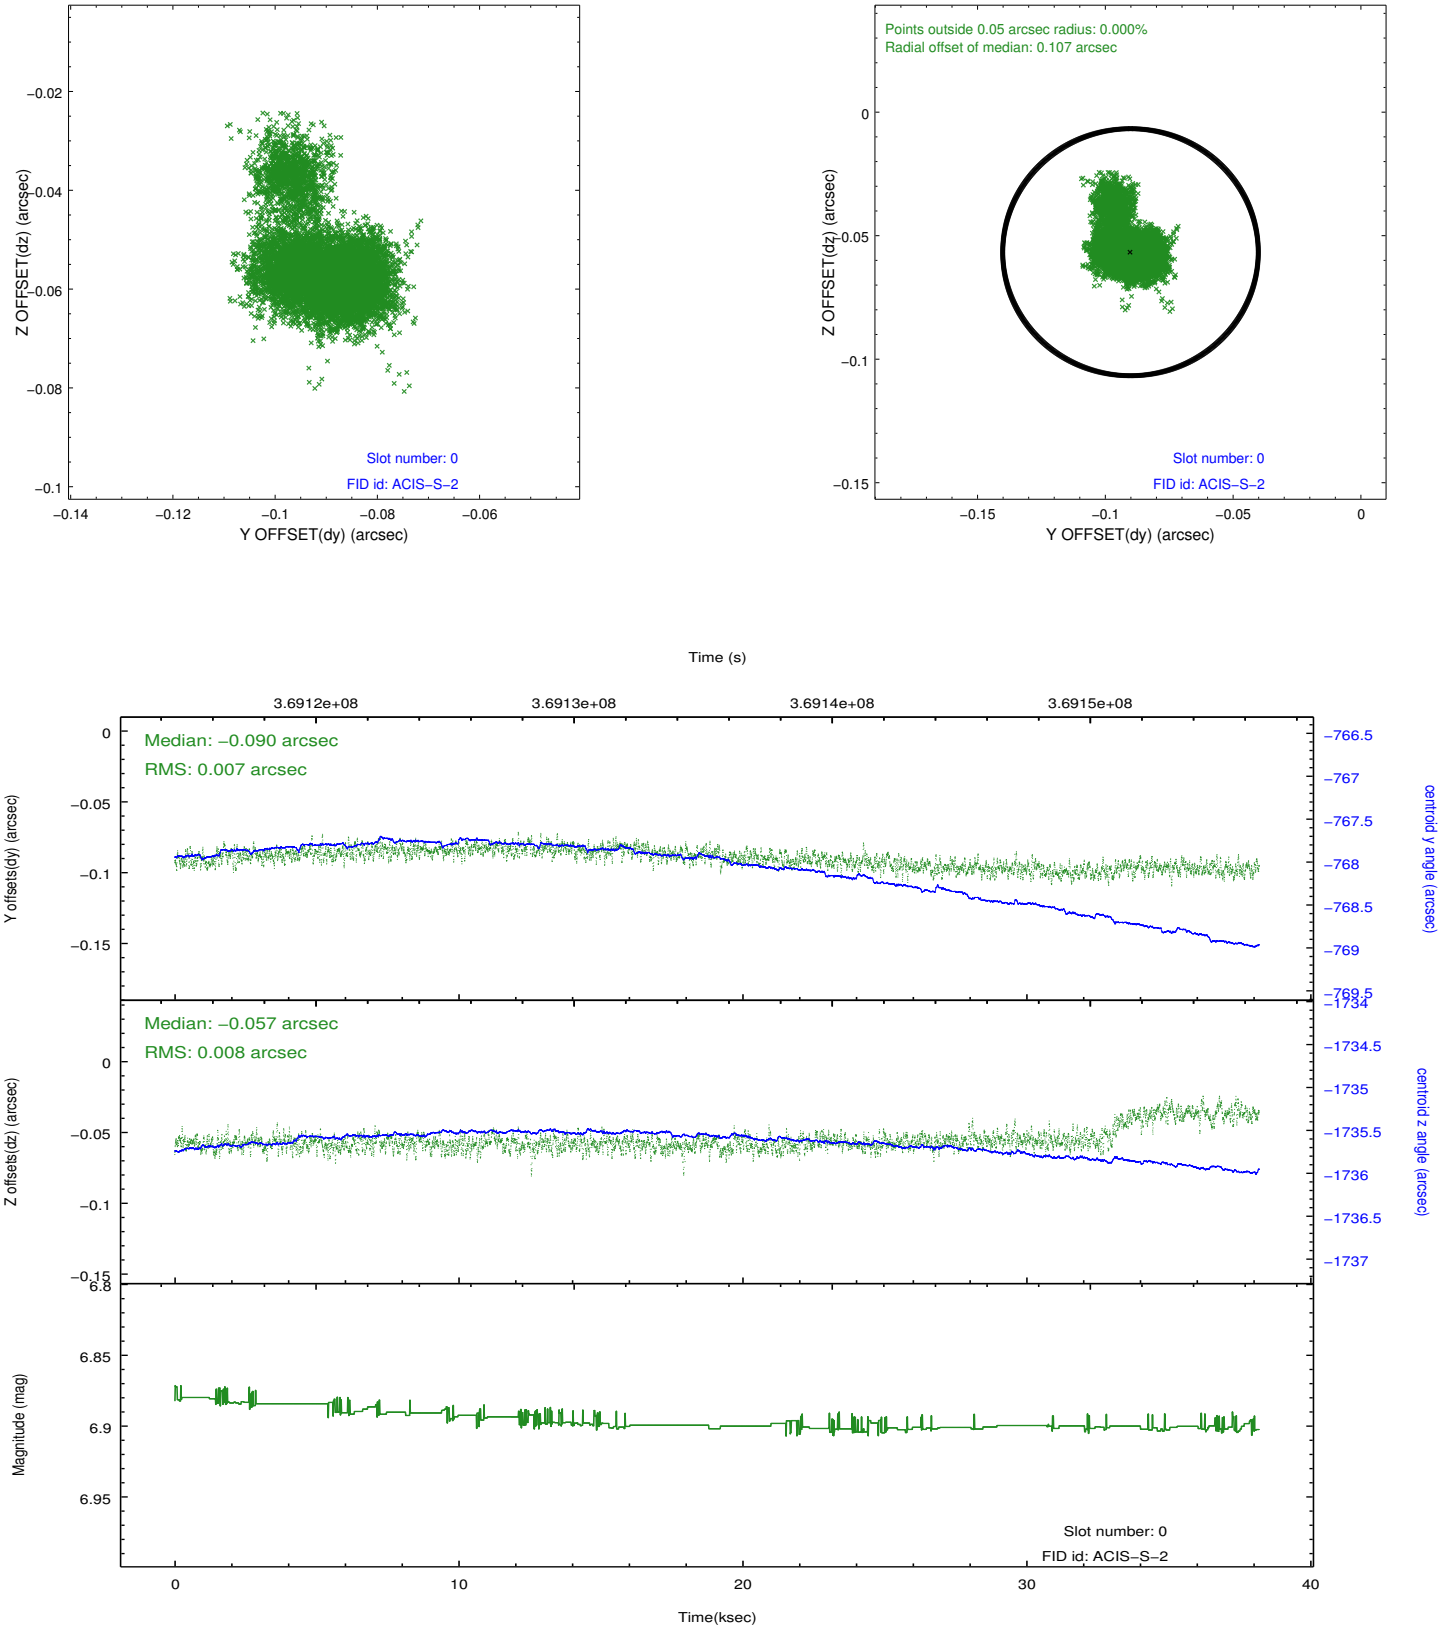 −0.02
−0.04
−0.06
−0.08
−0.1
Z OFFSET(dz) (arcsec)
Slot number: 0
FID id: ACIS−S−2
−0.14
−0.12
−0.1
−0.08
−0.06
Y OFFSET(dy) (arcsec)
Points outside 0.05 arcsec radius: 0.000%
Radial offset of median: 0.107 arcsec
0
−0.05
−0.1
−0.15
Z OFFSET(dz) (arcsec)
Slot number: 0
FID id: ACIS−S−2
−0.15
−0.1
−0.05
0
Y OFFSET(dy) (arcsec)
Time (s)
3.6912e+08
3.6913e+08
3.6914e+08
3.6915e+08
Median: −0.090 arcsec
RMS: 0.007 arcsec
0
−0.05
−0.1
−0.15
Y offsets(dy) (arcsec)
−766.5
−767
−767.5
−768
−768.5
−769
−769.5
centroid y angle (arcsec)
Median: −0.057 arcsec
RMS: 0.008 arcsec
0
−0.05
−0.1
−0.15
Z offsets(dz) (arcsec)
−1734
−1734.5
−1735
−1735.5
−1736
−1736.5
−1737
centroid z angle (arcsec)
6.8
6.85
6.9
6.95
Magnitude (mag)
Slot number: 0
FID id: ACIS−S−2
0
10
20
30
40
Time(ksec)